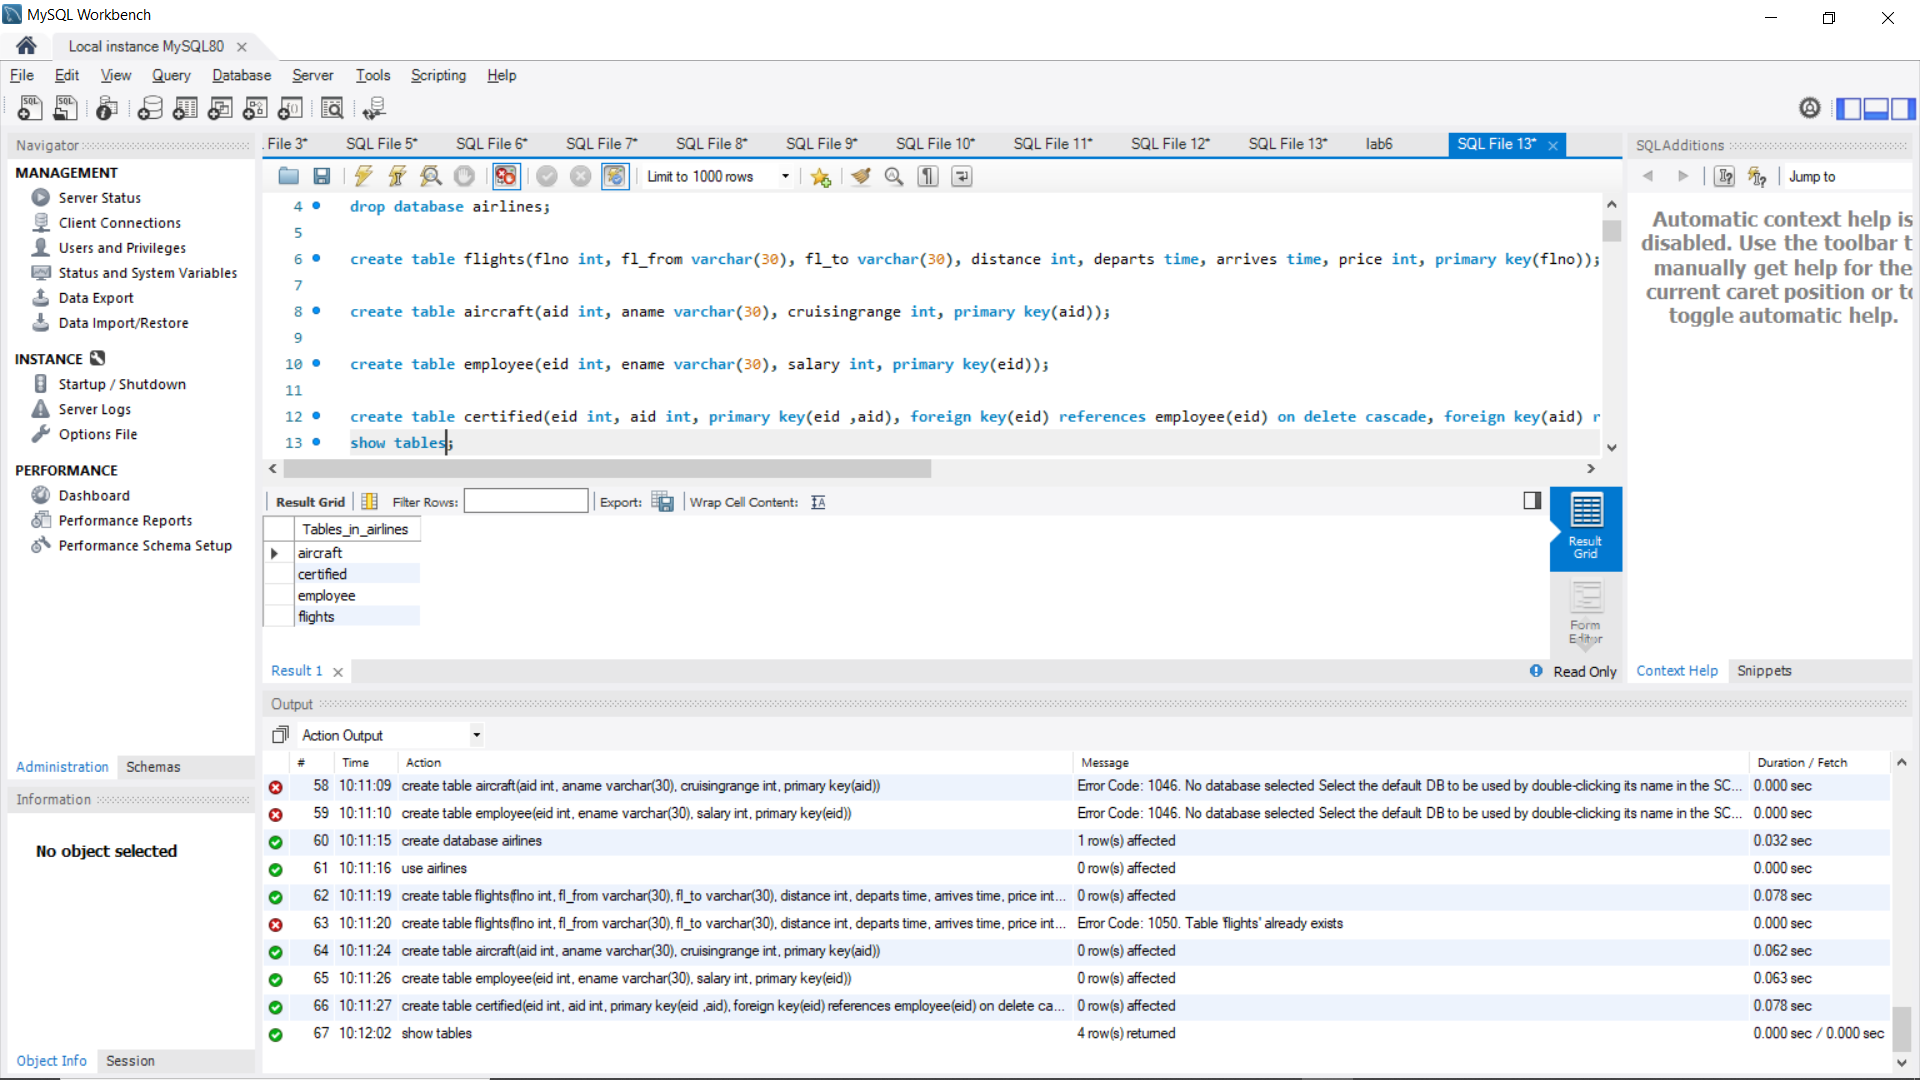 MySQL Workbench
Local instance MySQL80
File Edit View Query Database Server Tools Scripting Help
Navigator
MANAGEMENT
Server Status
Client Connections
Users and Privileges
Status and System Variables
Data Export
Data Import/Restore
INSTANCE
Startup / Shutdown
Server Logs
Options File
PERFORMANCE
Dashboard
Performance Reports
Performance Schema Setup
Administration Schemas
Information
No object selected
Object Info Session
File 3* SQL File 5* SQL File 6* SQL File 7* SQL File 8* SQL File 9* SQL File 10* SQL File 11* SQL File 12* SQL File 13* lab6 SQL File 13*
Limit to 1000 rows
4 drop database airlines;
5
6 create table flights(flno int, fl_from varchar(30), fl_to varchar(30), distance int, departs time, arrives time, price int, primary key(flno));
7
8 create table aircraft(aid int, aname varchar(30), cruisingrange int, primary key(aid));
9
10 create table employee(eid int, ename varchar(30), salary int, primary key(eid));
11
12 create table certified(eid int, aid int, primary key(eid ,aid), foreign key(eid) references employee(eid) on delete cascade, foreign key(aid) r
13 show tables;
Result Grid Filter Rows: Export: Wrap Cell Content:
Tables_in_airlines
aircraft
certified
employee
flights
Result Grid
Form Editor
Result 1 Read Only
SQLAdditions
Jump to
Automatic context help is
disabled. Use the toolbar t
manually get help for the
current caret position or to
toggle automatic help.
Context Help Snippets
Output
Action Output
# Time Action Message Duration / Fetch
58 10:11:09 create table aircraft(aid int, aname varchar(30), cruisingrange int, primary key(aid)) Error Code: 1046. No database selected Select the default DB to be used by double-clicking its name in the SC... 0.000 sec
59 10:11:10 create table employee(eid int, ename varchar(30), salary int, primary key(eid)) Error Code: 1046. No database selected Select the default DB to be used by double-clicking its name in the SC... 0.000 sec
60 10:11:15 create database airlines 1 row(s) affected 0.032 sec
61 10:11:16 use airlines 0 row(s) affected 0.000 sec
62 10:11:19 create table flights(flno int, fl_from varchar(30), fl_to varchar(30), distance int, departs time, arrives time, price int... 0 row(s) affected 0.078 sec
63 10:11:20 create table flights(flno int, fl_from varchar(30), fl_to varchar(30), distance int, departs time, arrives time, price int... Error Code: 1050. Table 'flights' already exists 0.000 sec
64 10:11:24 create table aircraft(aid int, aname varchar(30), cruisingrange int, primary key(aid)) 0 row(s) affected 0.062 sec
65 10:11:26 create table employee(eid int, ename varchar(30), salary int, primary key(eid)) 0 row(s) affected 0.063 sec
66 10:11:27 create table certified(eid int, aid int, primary key(eid ,aid), foreign key(eid) references employee(eid) on delete ca... 0 row(s) affected 0.078 sec
67 10:12:02 show tables 4 row(s) returned 0.000 sec / 0.000 sec